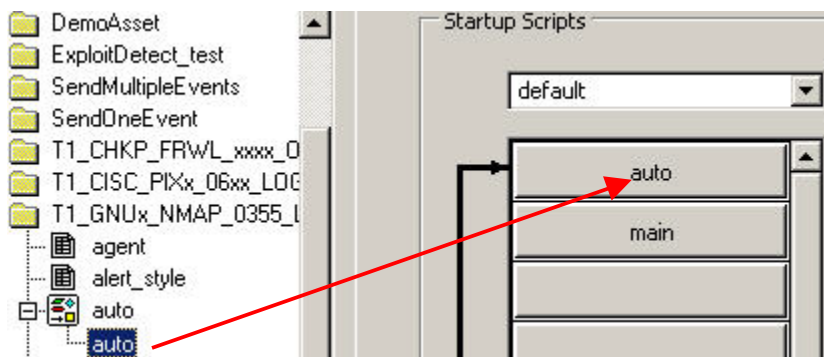 DemoAsset
ExploitDetect_test
SendMultipleEvents
SendOneEvent
T1_CHKP_FRWL_xxxx_0
T1_CISC_PIXx_06xx_LOG
T1_GNUx_NMAP_0355_L
agent
alert_style
auto
auto
Startup Scripts
default
auto
main